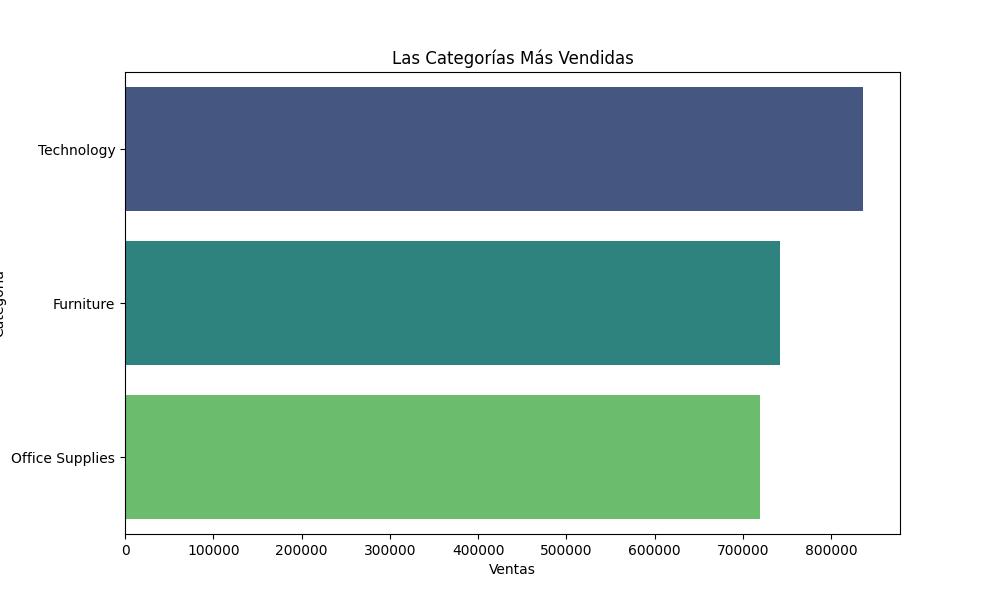 Las Categorías Más Vendidas
Technology
Furniture
Office Supplies
0 100000 200000 300000 400000 500000 600000 700000 800000
Ventas